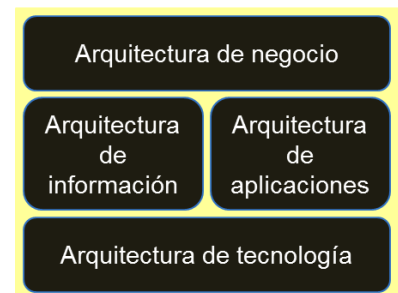 Arquitectura de negocio
Arquitectura
de
información
Arquitectura
de
aplicaciones
Arquitectura de tecnología